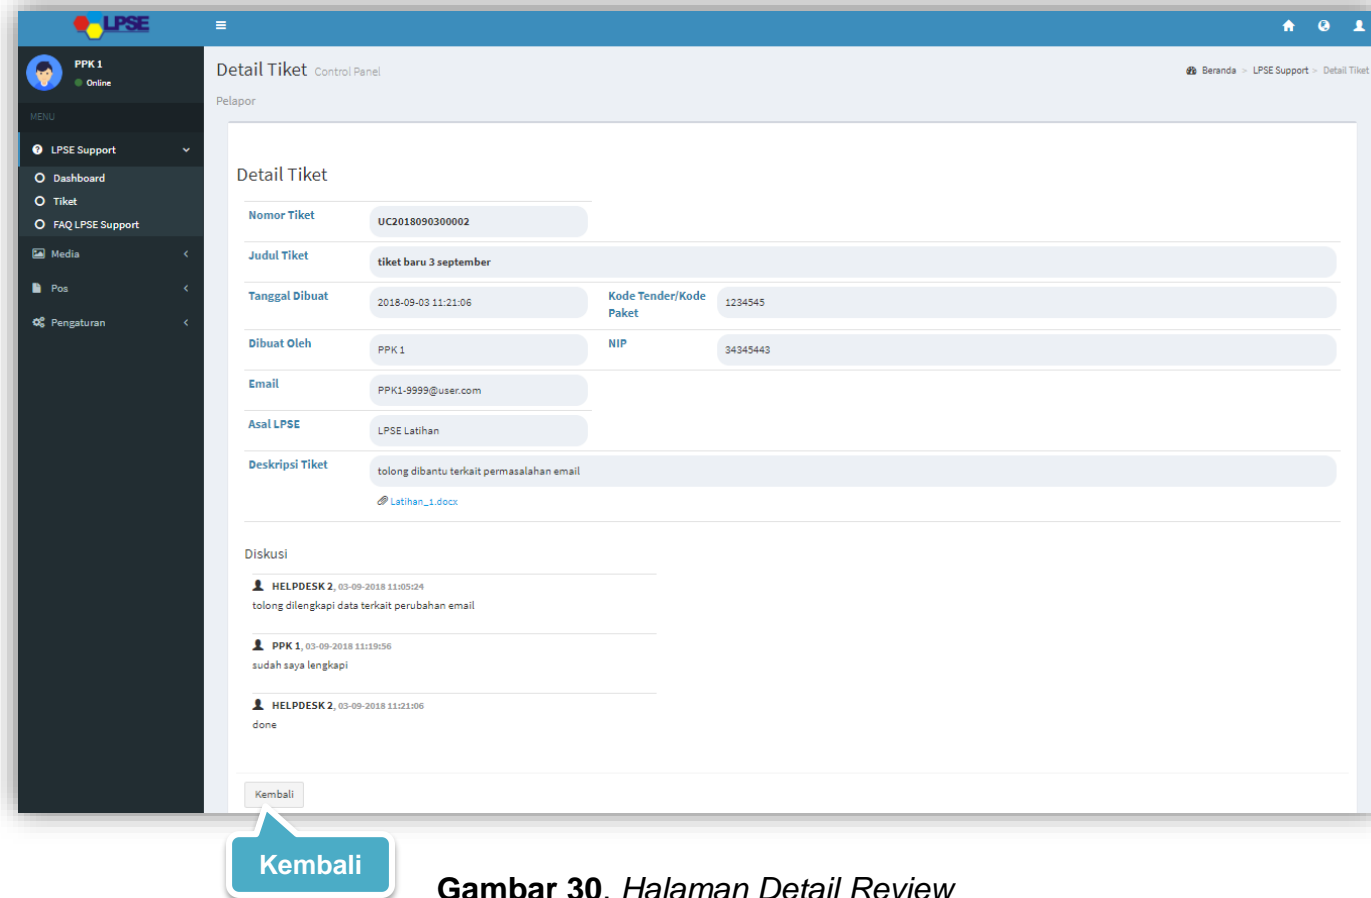 LPSE
PPK 1
Online
MENU
LPSE Support
Dashboard
Tiket
FAQ LPSE Support
Media
Pos
Pengaturan
Detail Tiket Control Panel
Beranda > LPSE Support > Detail Tiket
Pelapor
Detail Tiket
Nomor Tiket UC2018090300002
Judul Tiket tiket baru 3 september
Tanggal Dibuat 2018-09-03 11:21:06 Kode Tender/Kode Paket 1234545
Dibuat Oleh PPK 1 NIP 34345443
Email PPK1-9999@user.com
Asal LPSE LPSE Latihan
Deskripsi Tiket tolong dibantu terkait permasalahan email
Latihan_1.docx
Diskusi
HELPDESK 2, 03-09-2018 11:05:24
tolong dilengkapi data terkait perubahan email
PPK 1, 03-09-2018 11:19:56
sudah saya lengkapi
HELPDESK 2, 03-09-2018 11:21:06
done
Kembali
Kembali
Gambar 30. Halaman Detail Review